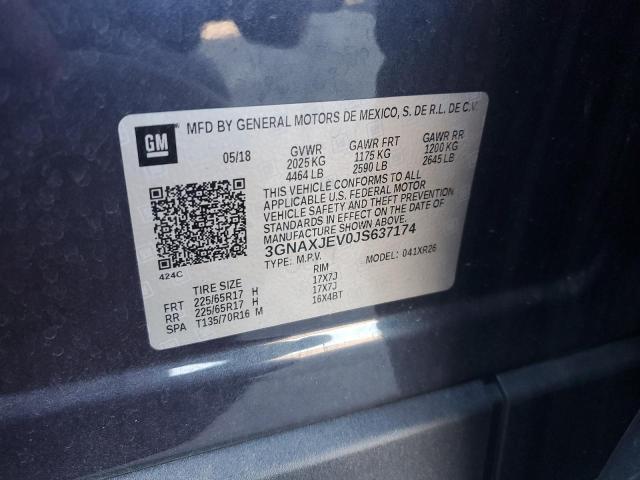 MFD BY GENERAL MOTORS DE MEXICO, S. DE R.L. DE C.V.
GM
05/18 GVWR GAWR FRT GAWR RR
2025 KG 1175 KG 1200 KG
4464 LB 2590 LB 2645 LB
THIS VEHICLE CONFORMS TO ALL
APPLICABLE U.S. FEDERAL MOTOR
VEHICLE SAFETY AND THEFT PREVENTION
STANDARDS IN EFFECT ON THE DATE OF
3GNAXJEV0JS637174
TYPE: M.P.V. MODEL: 041XR26
424C
TIRE SIZE RIM
FRT 225/65R17 H 17X7J
RR 225/65R17 H 17X7J
SPA T135/70R16 M 16X4BT